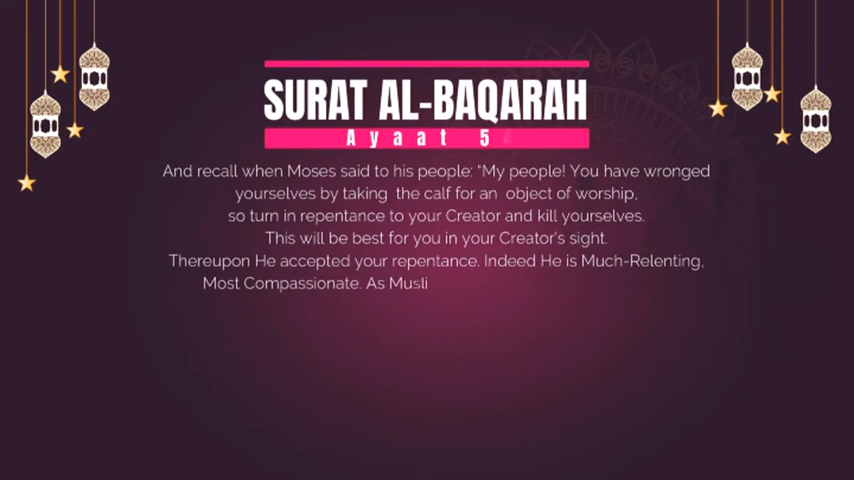 SURAT AL-BAQARAH
Ayaat 54
And recall when Moses said to his people: “My people! You have wronged
yourselves by taking the calf for an object of worship,
so turn in repentance to your Creator and kill yourselves.
This will be best for you in your Creator’s sight.
Thereupon He accepted your repentance. Indeed He is Much-Relenting,
Most Compassionate. As Musli